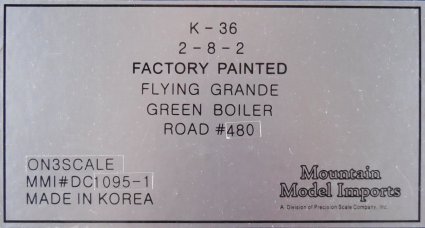 K-36
2-8-2
FACTORY PAINTED
FLYING GRANDE
GREEN BOILER
ROAD #480
ON3SCALE
MMI#DC1095-1
MADE IN KOREA
Mountain
Model Imports
A Division of Precision Scale Company, Inc.